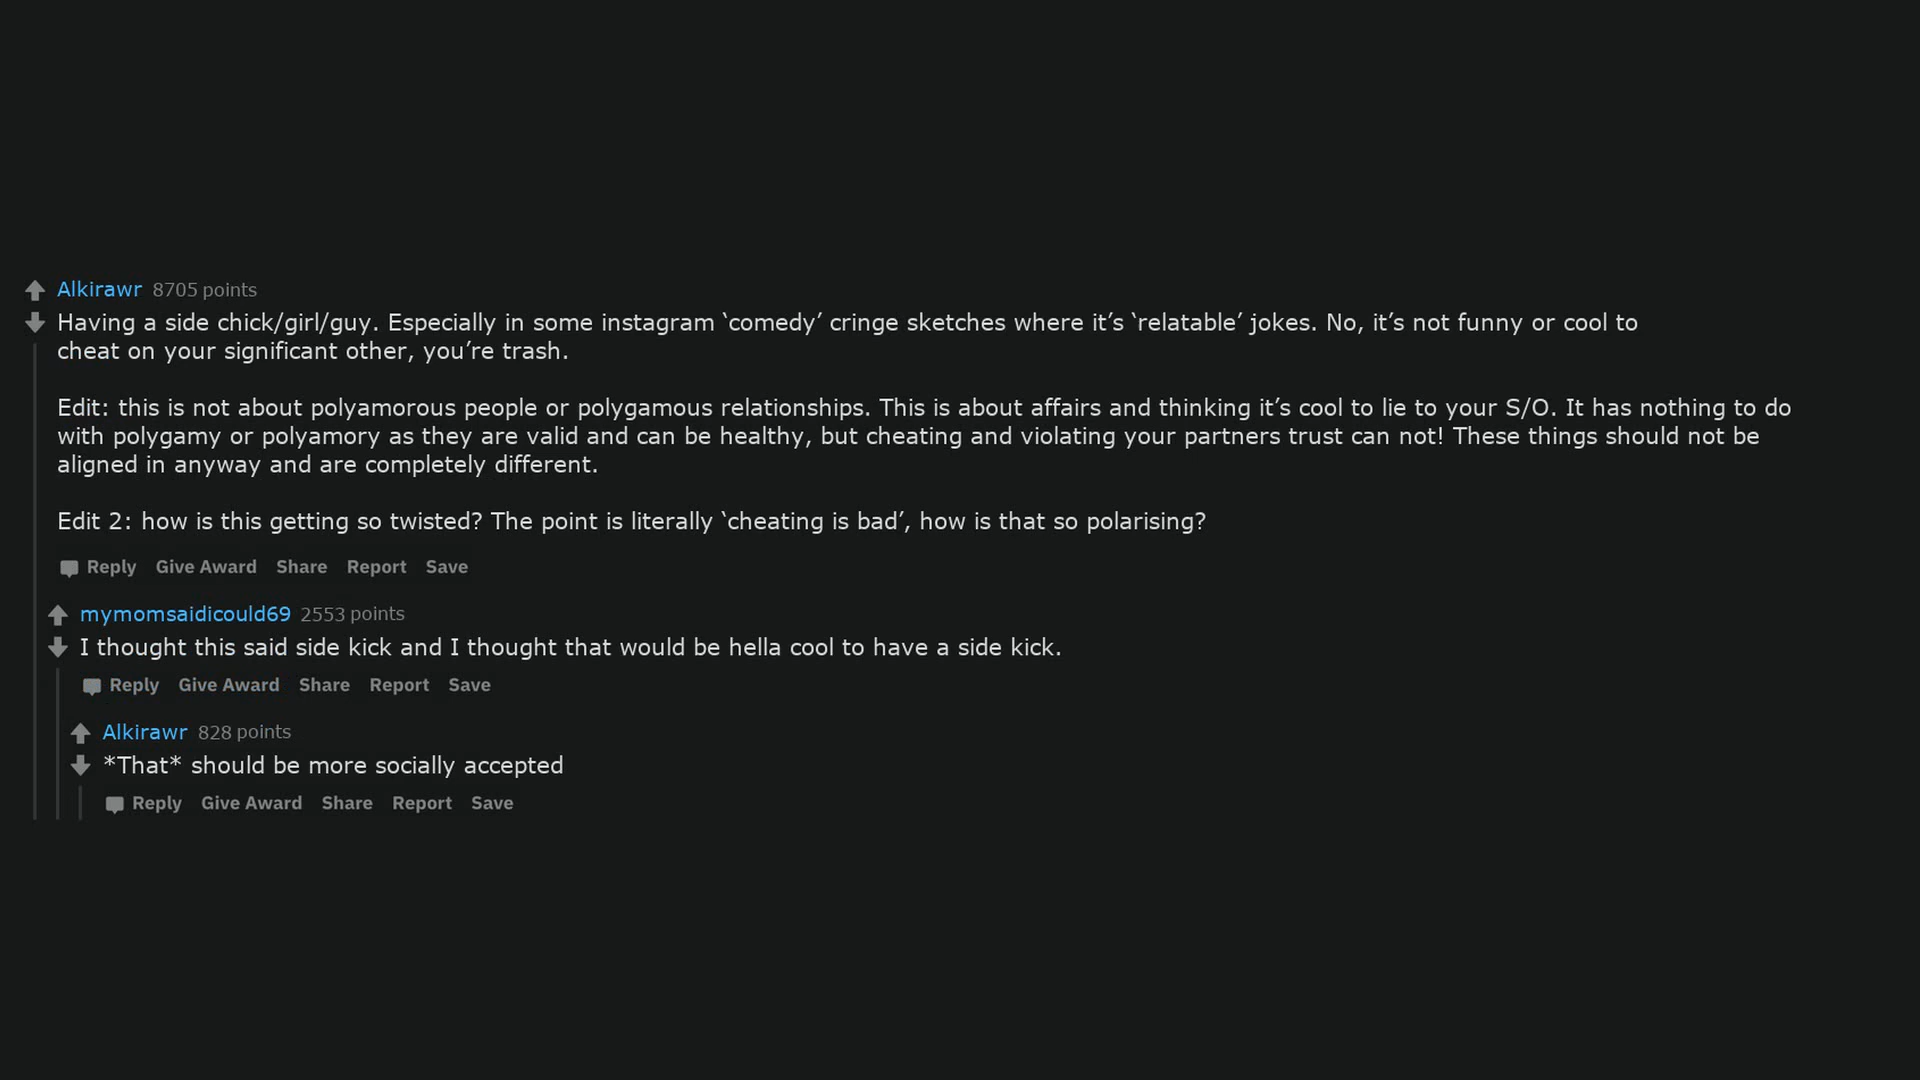 Alkirawr 8705 points
Having a side chick/girl/guy. Especially in some instagram ‘comedy’ cringe sketches where it’s ‘relatable’ jokes. No, it’s not funny or cool to
cheat on your significant other, you’re trash.
Edit: this is not about polyamorous people or polygamous relationships. This is about affairs and thinking it’s cool to lie to your S/O. It has nothing to do
with polygamy or polyamory as they are valid and can be healthy, but cheating and violating your partners trust can not! These things should not be
aligned in anyway and are completely different.
Edit 2: how is this getting so twisted? The point is literally ‘cheating is bad’, how is that so polarising?
Reply Give Award Share Report Save
mymomsaidicould69 2553 points
I thought this said side kick and I thought that would be hella cool to have a side kick.
Reply Give Award Share Report Save
Alkirawr 828 points
*That* should be more socially accepted
Reply Give Award Share Report Save